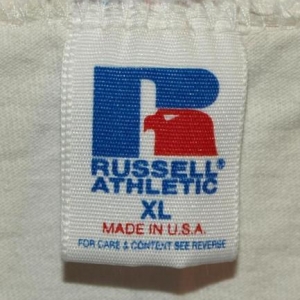 RUSSELL®
ATHLETIC
XL
MADE IN U.S.A.
FOR CARE & CONTENT SEE REVERSE